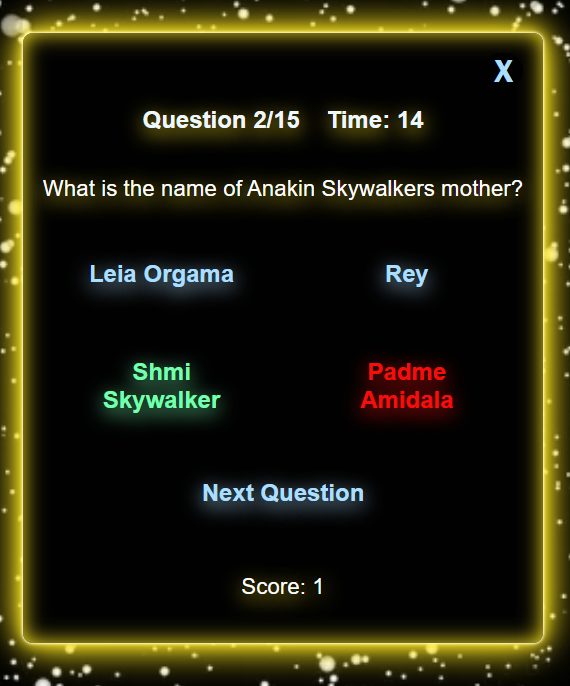 X
Question 2/15 Time: 14
What is the name of Anakin Skywalkers mother?
Leia Orgama Rey
Shmi Padme
Skywalker Amidala
Next Question
Score: 1